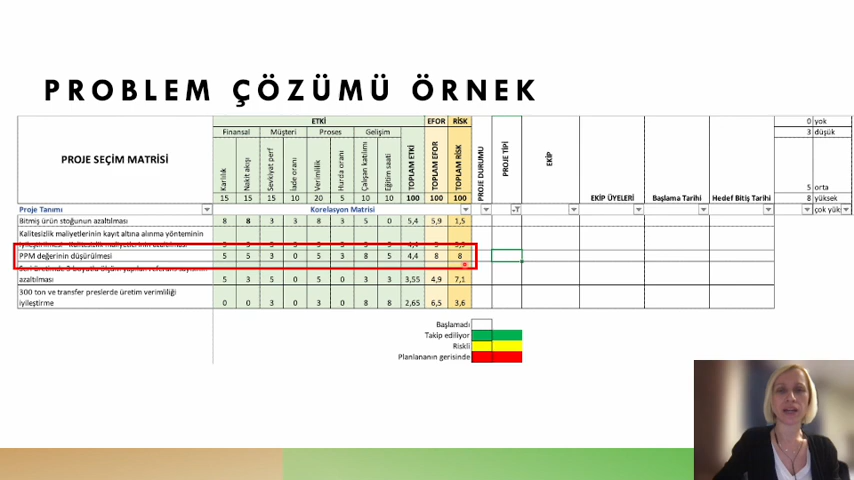 PROBLEM ÇÖZÜMÜ ÖRNEK
ETKİ EFOR RİSK
Finansal Müşteri Proses Gelişim
PROJE SEÇİM MATRİSİ Karlılık Nakit akışı Sevkiyat perf İade oranı Verimlilik Hurda oranı Çalışan katılımı Eğitim saati TOPLAM ETKİ TOPLAM EFOR TOPLAM RİSK PROJE DURUMU PROJE TİPİ EKİP EKİP ÜYELERİ Başlama Tarihi Hedef Bitiş Tarihi
15 15 15 10 20 5 10 10 100 100 100
0 yok
3 düşük
5 orta
8 yüksek
çok yük
Proje Tanımı Korelasyon Matrisi
Bitmiş ürün stoğunun azaltılması 8 8 3 3 8 3 5 0 5,4 5,9 1,5
Kalitesizlik maliyetlerinin kayıt altına alınma yönteminin
PPM değerinin düşürülmesi 5 5 3 0 5 3 8 5 4,4 8 8
azaltılması 5 3 5 0 5 0 3 3 3,55 4,9 7,1
300 ton ve transfer preslerde üretim verimliliği
iyileştirme 0 0 3 0 3 0 8 8 2,65 6,5 3,6
Başlamadı
Takip ediliyor
Riskli
Planlananın gerisinde